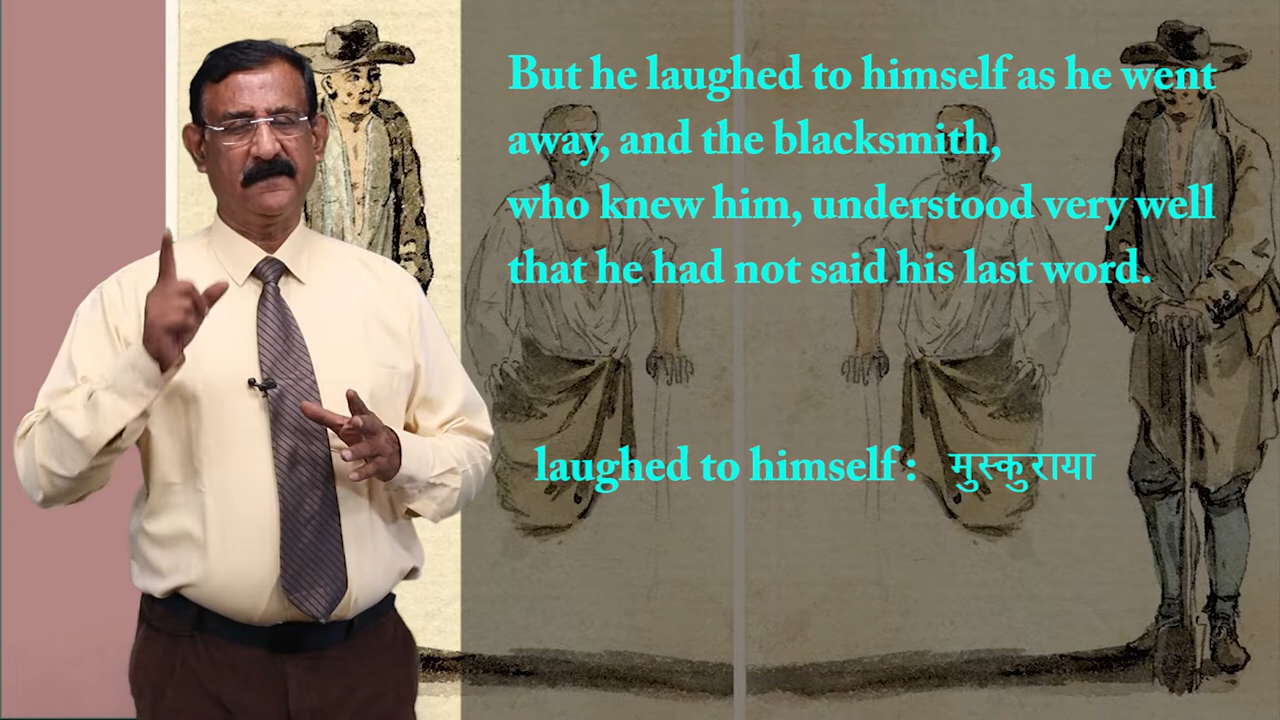 But he laughed to himself as he went
away, and the blacksmith,
who knew him, understood very well
that he had not said his last word.
laughed to himself : मुस्कुराया